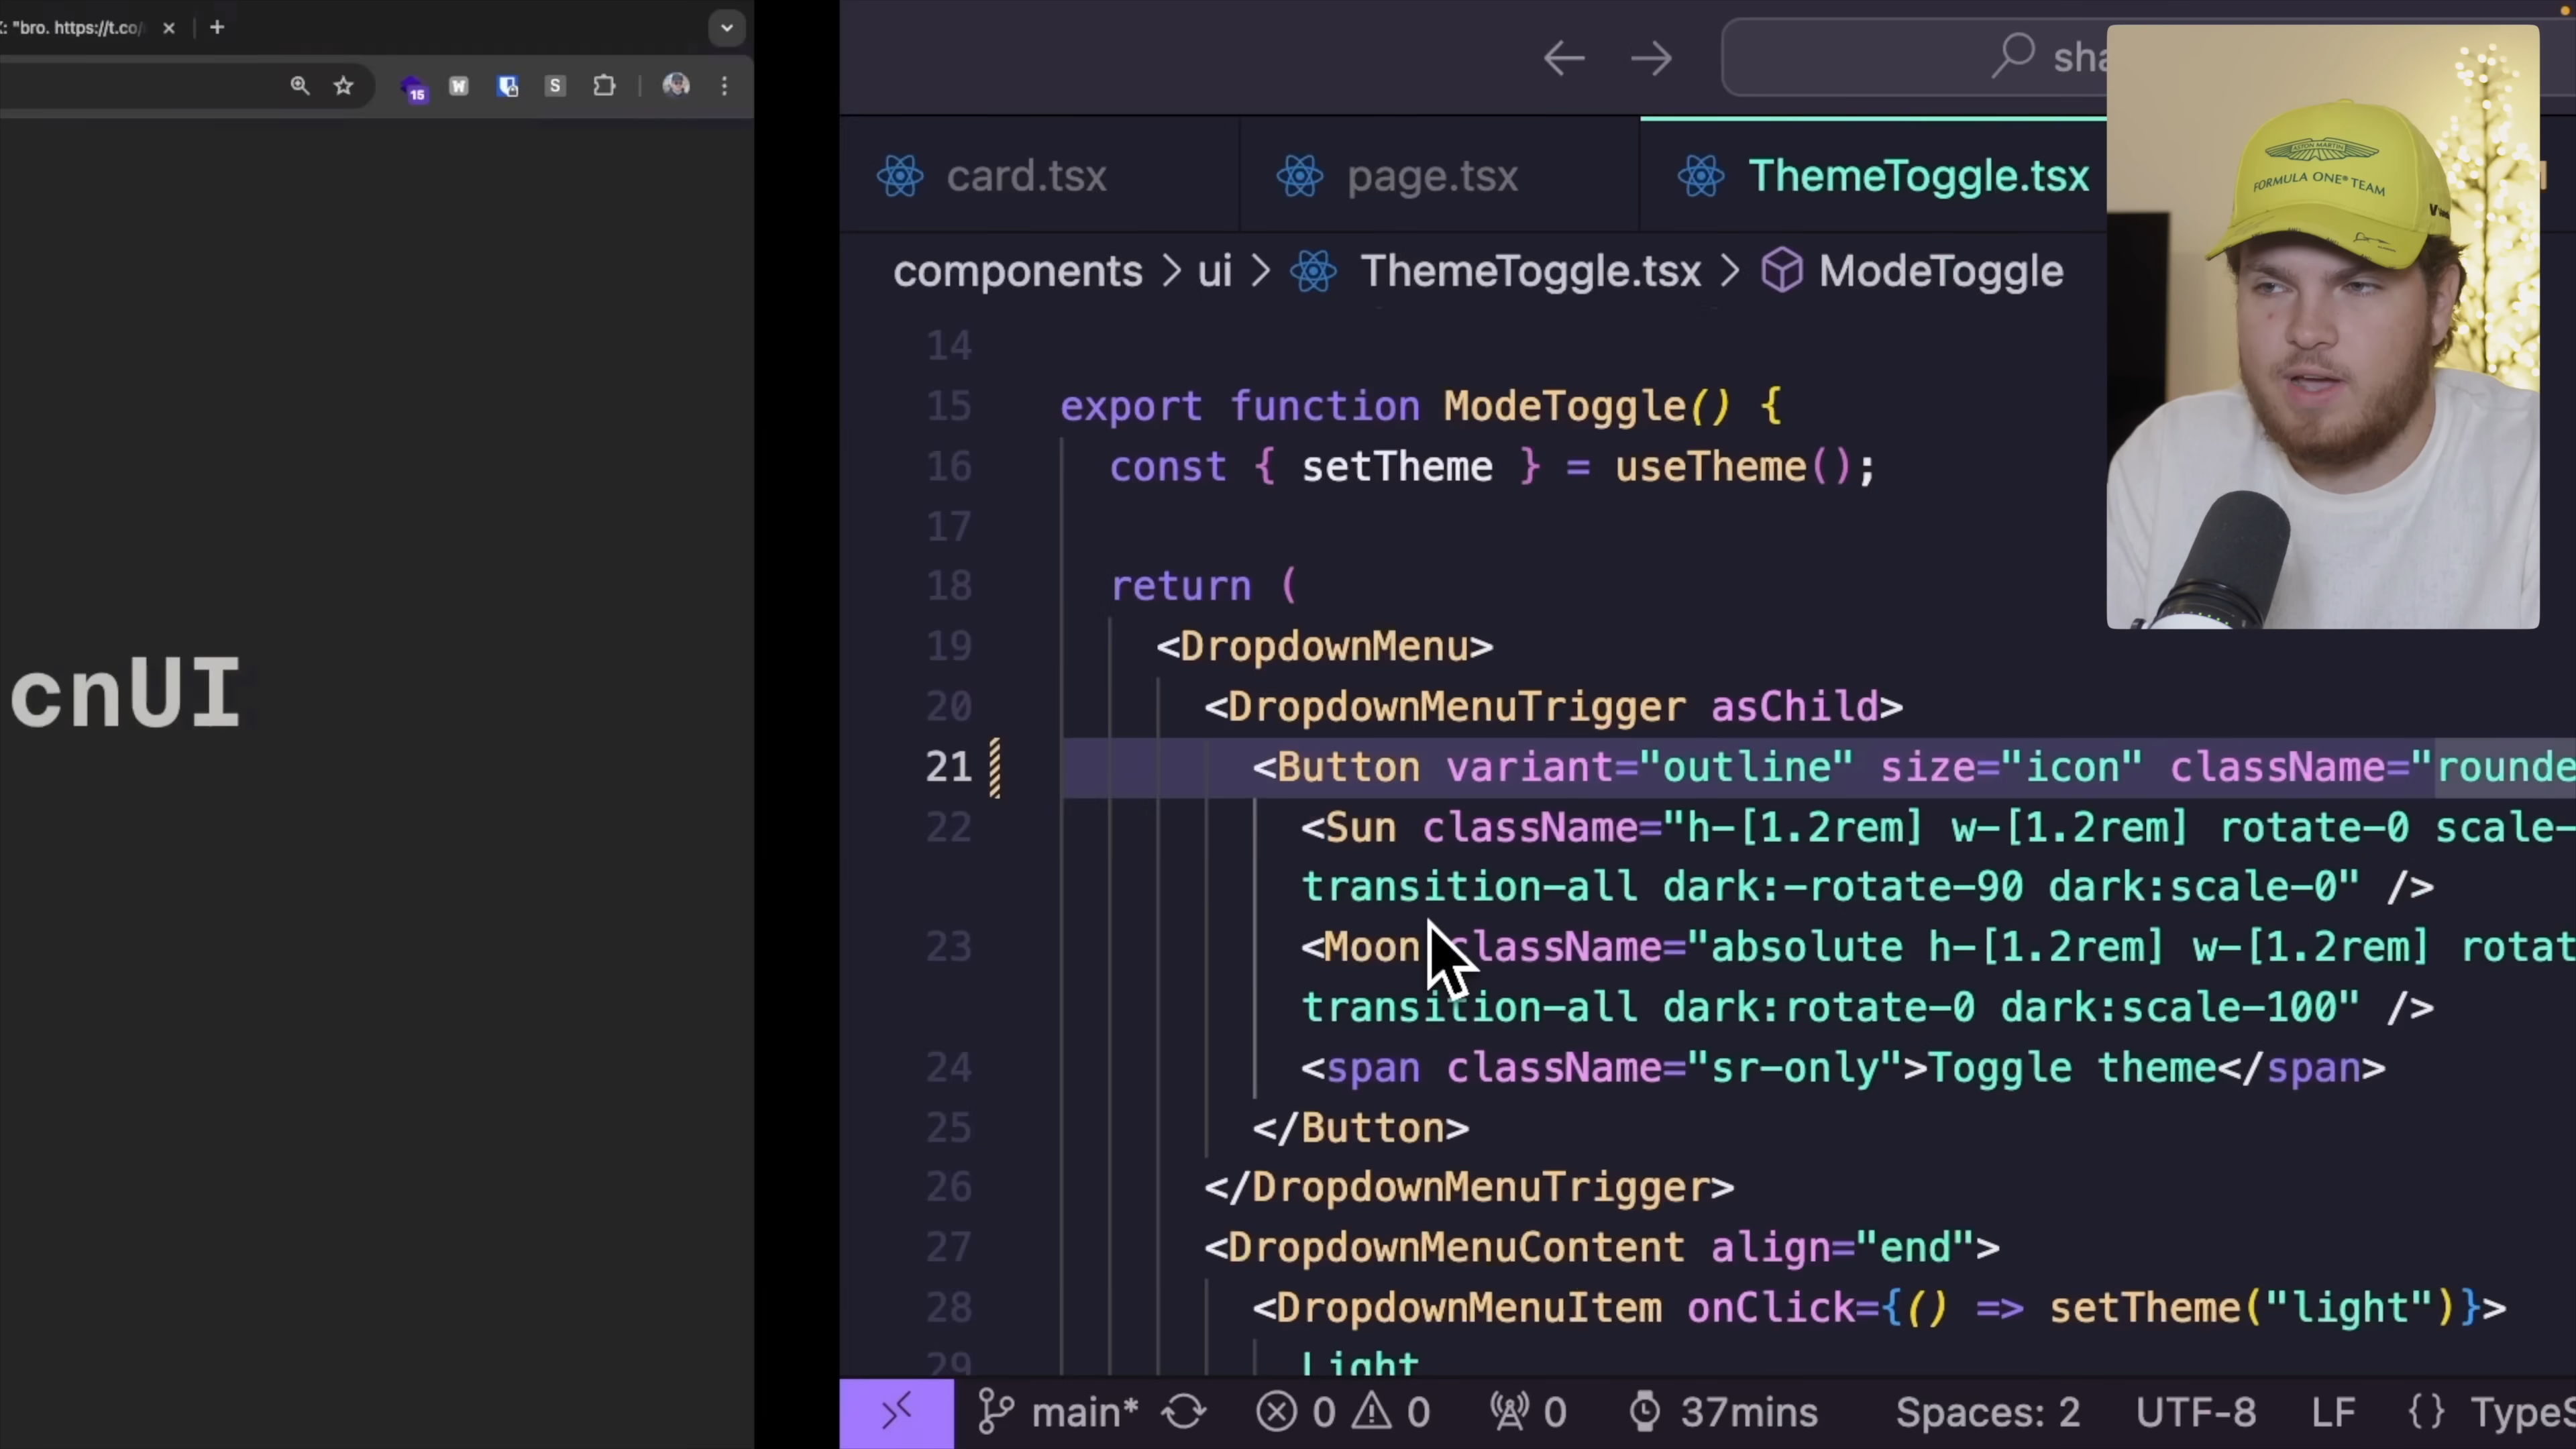 "bro. https://t.co/
15
S
cnUI
card.tsx
page.tsx
ThemeToggle.tsx
components > ui > ThemeToggle.tsx > ModeToggle
14
15 export function ModeToggle() {
16 const { setTheme } = useTheme();
17
18 return (
19 <DropdownMenu>
20 <DropdownMenuTrigger asChild>
21 <Button variant="outline" size="icon" className="rounde
22 <Sun className="h-[1.2rem] w-[1.2rem] rotate-0 scale-
transition-all dark:-rotate-90 dark:scale-0" />
23 <Moon className="absolute h-[1.2rem] w-[1.2rem] rotat
transition-all dark:rotate-0 dark:scale-100" />
24 <span className="sr-only">Toggle theme</span>
25 </Button>
26 </DropdownMenuTrigger>
27 <DropdownMenuContent align="end">
28 <DropdownMenuItem onClick={() => setTheme("light")}>
29 Light
main* 0 0 0 37mins Spaces: 2 UTF-8 LF {} TypeS
ASTON MARTIN
FORMULA ONE® TEAM